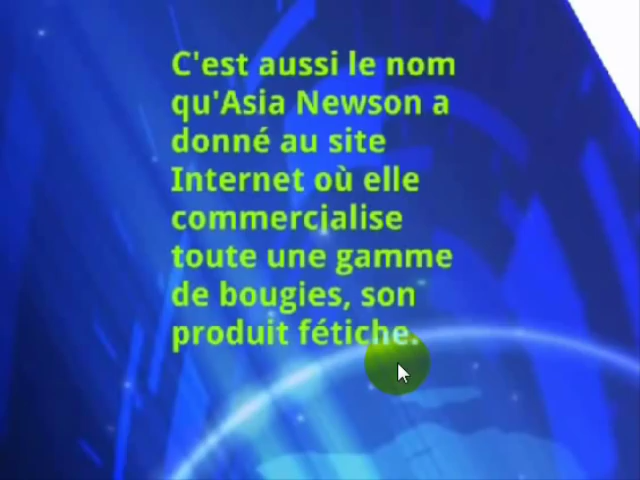 C'est aussi le nom
qu'Asia Newson a
donné au site
Internet où elle
commercialise
toute une gamme
de bougies, son
produit fétiche.